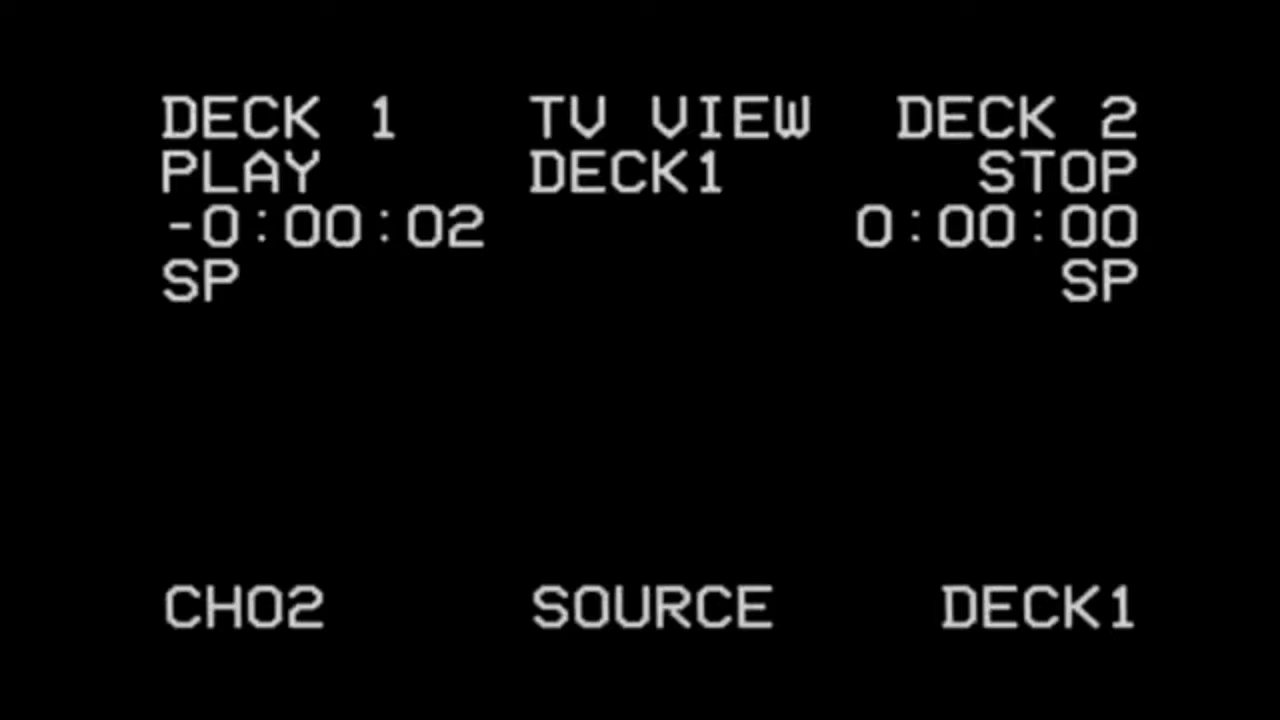 DECK 1 TV VIEW DECK 2
PLAY DECK1 STOP
-0:00:02 0:00:00
SP SP
CH02 SOURCE DECK1